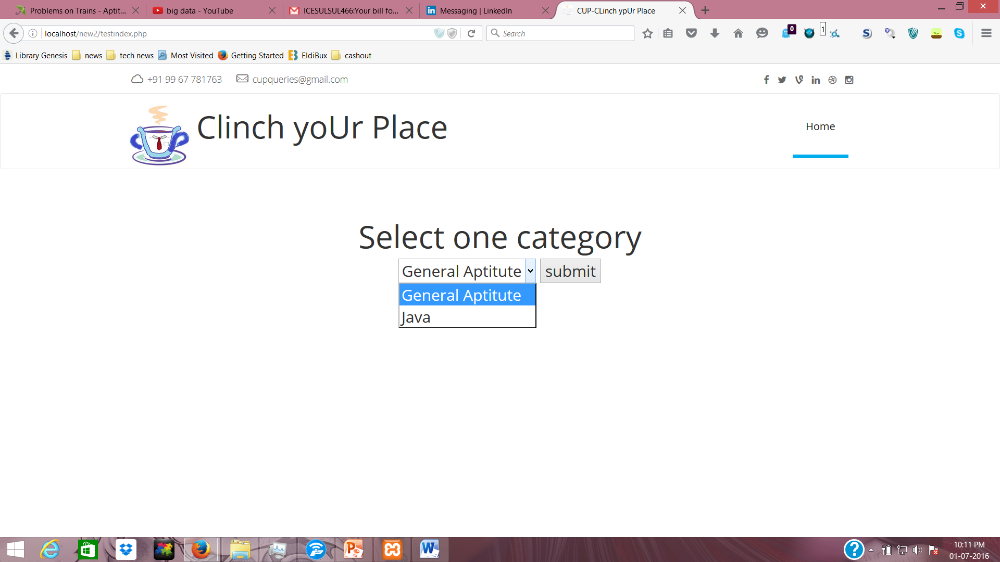 Problems on Trains - Aptit...
big data - YouTube
ICESULSUL466:Your bill fo...
Messaging | LinkedIn
CUP-CLinch ypUr Place
localhost/new2/testindex.php
Search
0
1
Library Genesis
news
tech news
Most Visited
Getting Started
EldiBux
cashout
+91 99 67 781763
cupqueries@gmail.com
Clinch yoUr Place
Home
Select one category
General Aptitute
submit
General Aptitute
Java
10:11 PM
01-07-2016